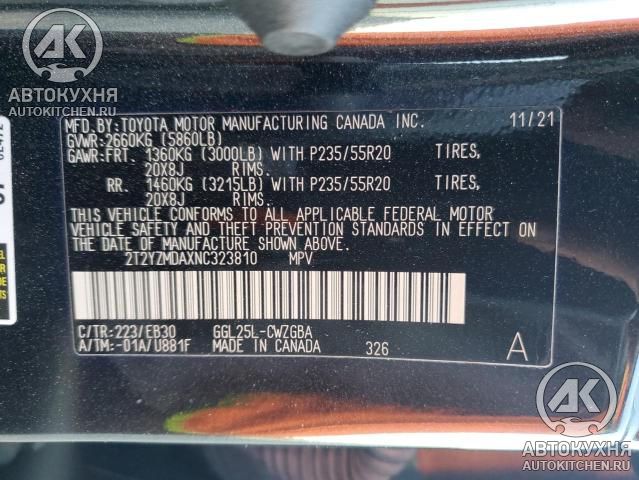 AK
АВТОКУХНЯ
AUTOKITCHEN.RU
MFD.BY:TOYOTA MOTOR MANUFACTURING CANADA INC. 11/21
GVWR:2660KG (5860LB)
GAWR:FRT. 1360KG (3000LB) WITH P235/55R20 TIRES,
20X8J RIMS.
RR. 1460KG (3215LB) WITH P235/55R20 TIRES,
20X8J RIMS.
THIS VEHICLE CONFORMS TO ALL APPLICABLE FEDERAL MOTOR
VEHICLE SAFETY AND THEFT PREVENTION STANDARDS IN EFFECT
ON THE DATE OF MANUFACTURE SHOWN ABOVE.
2T2YZMDAXNC323810 MPV
C/TR:223/EB30 GGL25L-CWZGBA
A/TM:-01A/U881F MADE IN CANADA 326 A
AK
АВТОКУХНЯ
AUTOKITCHEN.RU